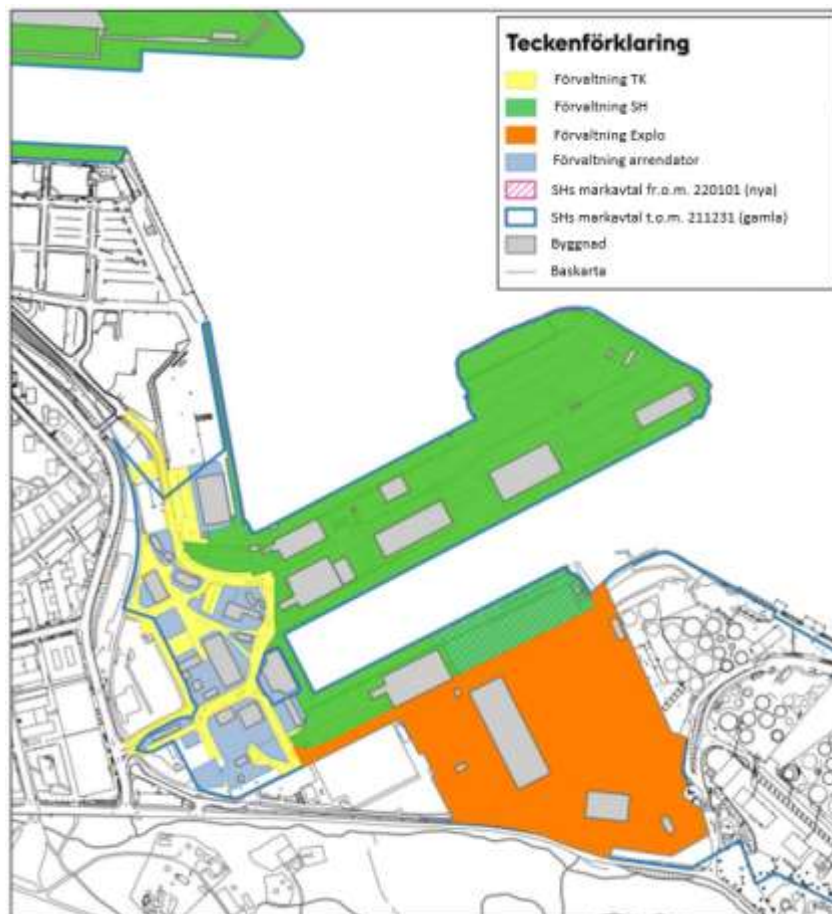 Teckenförklaring
Förvaltning TK
Förvaltning SH
Förvaltning Explo
Förvaltning arrendator
SHs markavtal fr.o.m. 220101 (nya)
SHs markavtal t.o.m. 211231 (gamla)
Byggnad
Baskarta